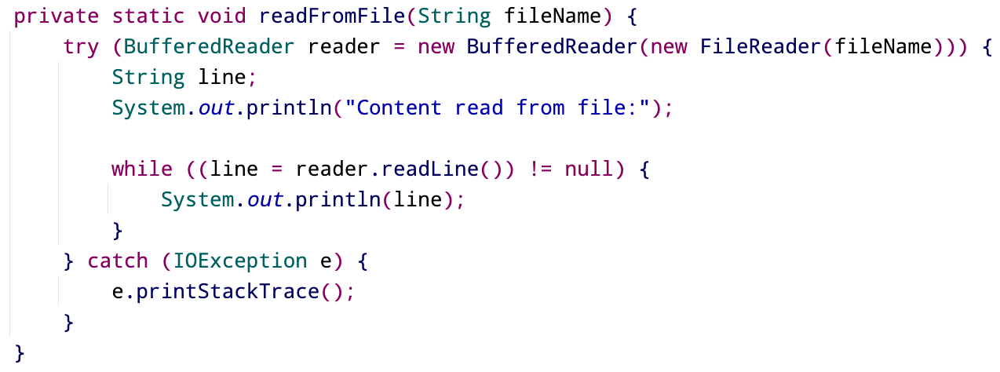 private static void readFromFile(String fileName) {
    try (BufferedReader reader = new BufferedReader(new FileReader(fileName))) {
        String line;
        System.out.println("Content read from file:");

        while ((line = reader.readLine()) != null) {
            System.out.println(line);
        }
    } catch (IOException e) {
        e.printStackTrace();
    }
}